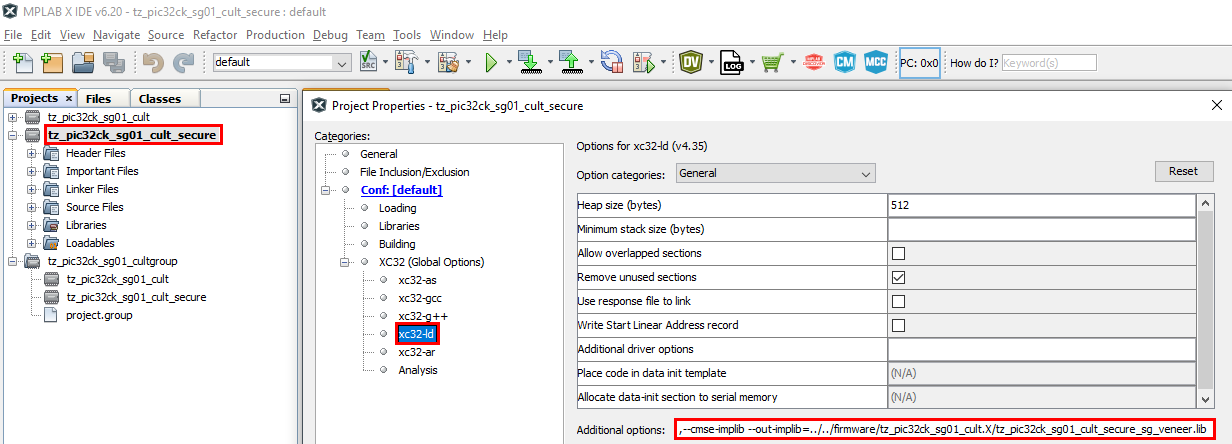 MPLAB X IDE v6.20 - tz_pic32ck_sg01_cult_secure : default
File Edit View Navigate Source Refactor Production Debug Team Tools Window Help
default SRC DV LOG CM MCC PC: 0x0 How do I? Keyword(s)
Projects × Files Classes
tz_pic32ck_sg01_cult
tz_pic32ck_sg01_cult_secure
Header Files
Important Files
Linker Files
Source Files
Libraries
Loadables
tz_pic32ck_sg01_cultgroup
tz_pic32ck_sg01_cult
tz_pic32ck_sg01_cult_secure
project.group
Project Properties - tz_pic32ck_sg01_cult_secure
Categories:
General
File Inclusion/Exclusion
Conf: [default]
Loading
Libraries
Building
XC32 (Global Options)
xc32-as
xc32-gcc
xc32-g++
xc32-ld
xc32-ar
Analysis
Options for xc32-ld (v4.35)
Option categories: General Reset
Heap size (bytes) 512
Minimum stack size (bytes)
Allow overlapped sections
Remove unused sections
Use response file to link
Write Start Linear Address record
Additional driver options
Place code in data init template (N/A)
Allocate data-init section to serial memory (N/A)
Additional options: ,--cmse-implib --out-implib=../../firmware/tz_pic32ck_sg01_cult.X/tz_pic32ck_sg01_cult_secure_sg_veneer.lib